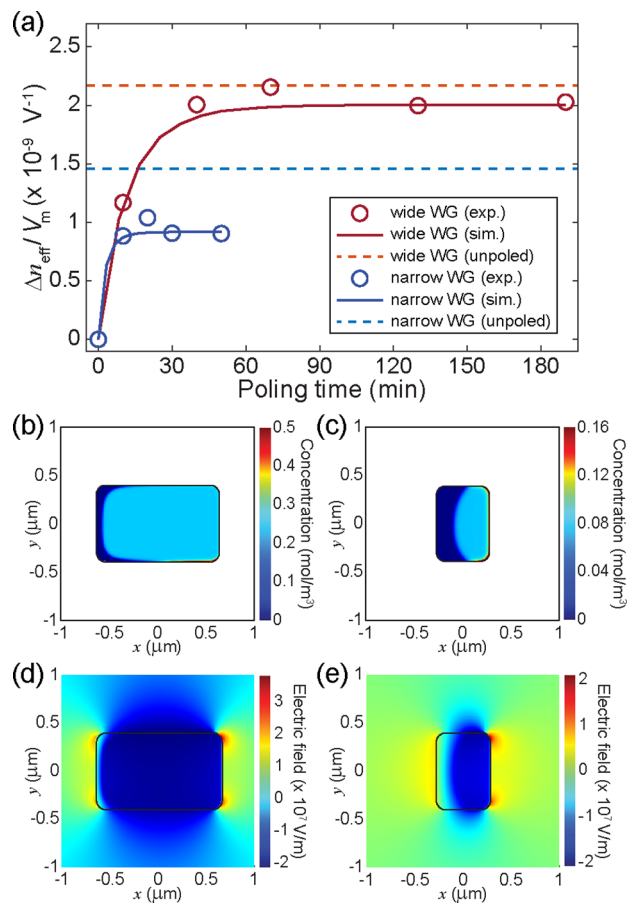 (a)
2.5
2
1.5
1
0.5
0
Δn_eff / V_m (x 10^-9 V^-1)
0 30 60 90 120 150 180
Poling time (min)
wide WG (exp.)
wide WG (sim.)
wide WG (unpoled)
narrow WG (exp.)
narrow WG (sim.)
narrow WG (unpoled)
(b)
1
0.5
0
-0.5
-1
y (μm)
-1 -0.5 0 0.5 1
x (μm)
0.5
0.4
0.3
0.2
0.1
0
Concentration (mol/m³)
(c)
1
0.5
0
-0.5
-1
y (μm)
-1 -0.5 0 0.5 1
x (μm)
0.16
0.12
0.08
0.04
0
Concentration (mol/m³)
(d)
1
0.5
0
-0.5
-1
y (μm)
-1 -0.5 0 0.5 1
x (μm)
3
2
1
0
-1
-2
Electric field (x 10⁷ V/m)
(e)
1
0.5
0
-0.5
-1
y (μm)
-1 -0.5 0 0.5 1
x (μm)
2
1
0
-1
-2
Electric field (x 10⁷ V/m)